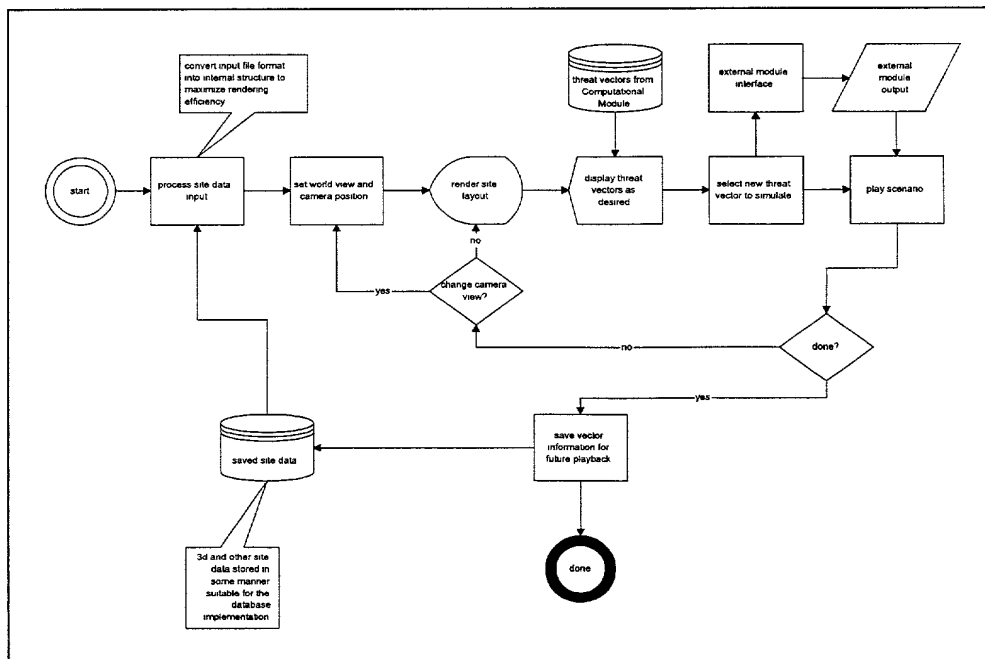 convert input file format
into internal structure to
maximize rendering
efficiency
threat vectors from
Computational
Module
external module
interface
external
module
output
start
process site data
input
set world view and
camera position
render site
layout
display threat
vectors as
desired
select new threat
vector to simulate
play scenario
no
yes
change camera
view?
no
done?
yes
saved site data
save vector
information for
future playback
3d and other site
data stored in
some manner
suitable for the
database
implementation
done